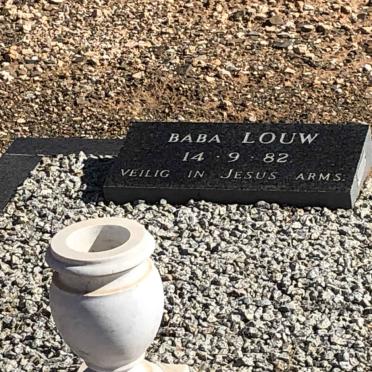 BABA LOUW
14 · 9 · 82
VEILIG IN JESUS ARMS.